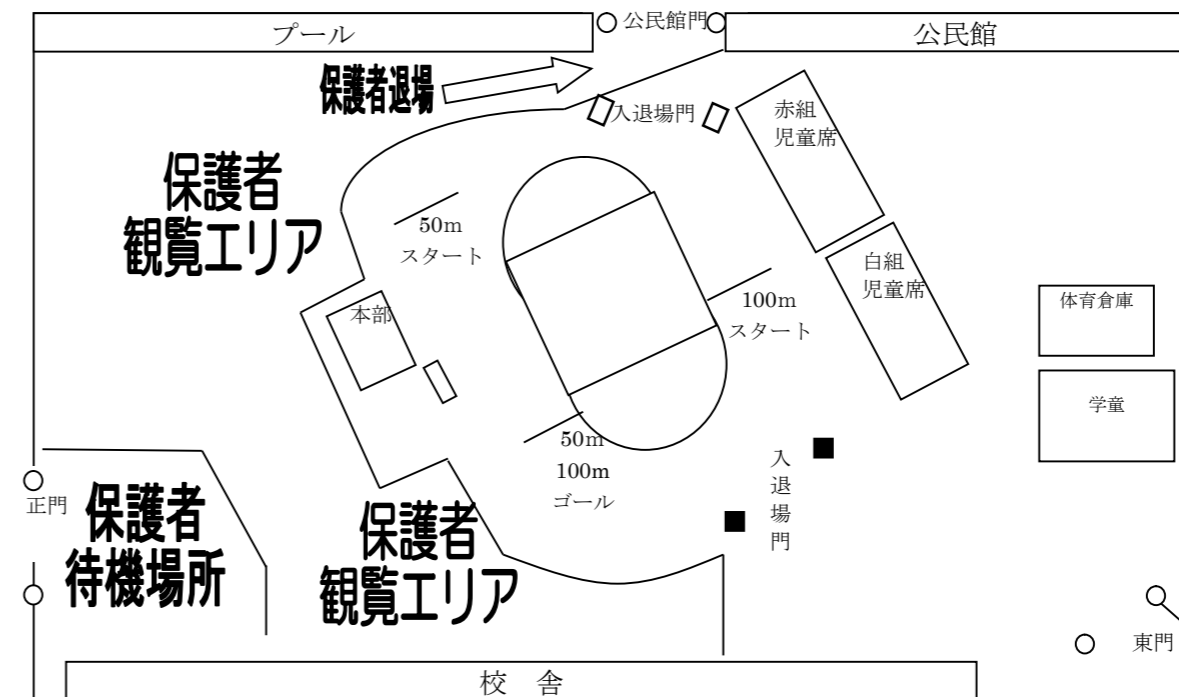 プール
公民館門
公民館
保護者退場
入退場門
赤組
児童席
保護者
観覧エリア
50m
スタート
白組
児童席
100m
スタート
本部
体育倉庫
学童
50m
100m
ゴール
入退場門
正門
保護者
待機場所
保護者
観覧エリア
東門
校 舎